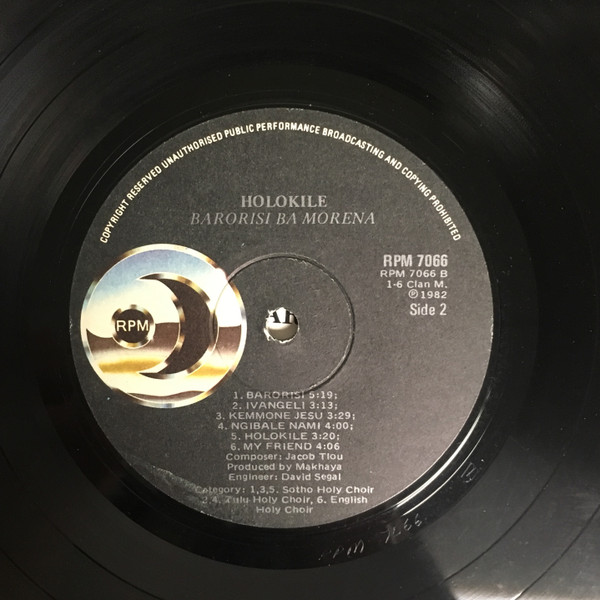 COPYRIGHT RESERVED UNAUTHORISED PUBLIC PERFORMANCE BROADCASTING AND COPYING PROHIBITED
HOLOKILE
BARORISI BA MORENA
RPM 7066
RPM 7066 B
1-6 Clan M.
℗ 1982
Side 2
RPM
1. BARORISI 5:19;
2. IVANGELI 3:13;
3. KEMMONE JESU 3:29;
4. NGIBALE NAMI 4:00;
5. HOLOKILE 3:20;
6. MY FRIEND 4:06
Composer: Jacob Tlou
Produced by Makhaya
Engineer: David Segal
Category: 1,3,5. Sotho Holy Choir
2,4. Zulu Holy Choir, 6. English
Holy Choir